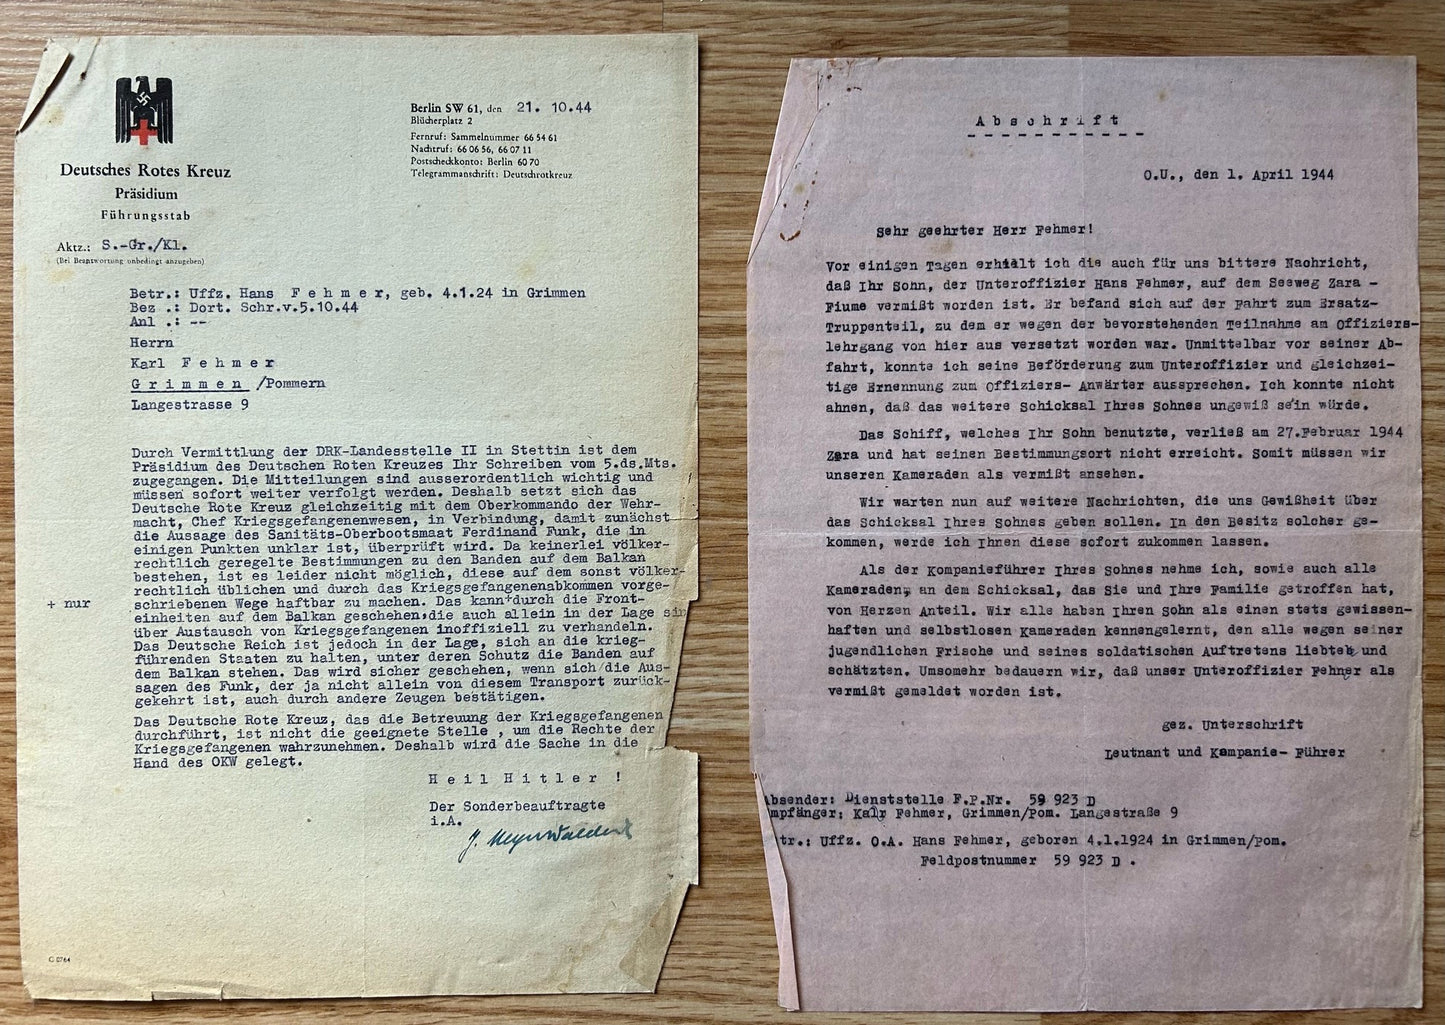 Deutsches Rotes Kreuz
Präsidium
Führungsstab
Aktz.: S.-Gr./Kl.
(Bei Beantwortung unbedingt anzugeben)
Berlin SW 61, den 21. 10.44
Blücherplatz 2
Fernruf: Sammelnummer 66 54 61
Nachtruf: 66 06 56, 66 07 11
Postscheckkonto: Berlin 60 70
Telegrammanschrift: Deutschrotkreuz
Betr.: Uffz. Hans F e h m e r, geb. 4.1.24 in Grimmen
Bez .: Dort. Schr.v.5.10.44
Anl .: --
Herrn
Karl F e h m e r
G r i m m e n /Pommern
Langestrasse 9
Durch Vermittlung der DRK-Landesstelle II in Stettin ist dem
Präsidium des Deutschen Roten Kreuzes Ihr Schreiben vom 5.ds.Mts.
zugegangen. Die Mitteilungen sind ausserordentlich wichtig und
müssen sofort weiter verfolgt werden. Deshalb setzt sich das
Deutsche Rote Kreuz gleichzeitig mit dem Oberkommando der Wehr-
macht, Chef Kriegsgefangenenwesen, in Verbindung, damit zunächst
die Aussage des Sanitäts-Oberbootsmaat Ferdinand Funk, die in
einigen Punkten unklar ist, überprüft wird. Da keinerlei völker-
rechtlich geregelte Bestimmungen zu den Banden auf dem Balkan
bestehen, ist es leider nicht möglich, diese auf dem sonst völker-
rechtlich üblichen und durch das Kriegsgefangenenabkommen vorge-
+ nur schriebenen Wege haftbar zu machen. Das kann+durch die Front-
einheiten auf dem Balkan geschehen,die auch allein in der Lage sin
über Austausch von Kriegsgefangenen inoffiziell zu verhandeln.
Das Deutsche Reich ist jedoch in der Lage, sich an die krieg-
führenden Staaten zu halten, unter deren Schutz die Banden auf
dem Balkan stehen. Das wird sicher geschehen, wenn sich die Aus-
sagen des Funk, der ja nicht allein von diesem Transport zurück-
gekehrt ist, auch durch andere Zeugen bestätigen.
Das Deutsche Rote Kreuz, das die Betreuung der Kriegsgefangenen
durchführt, ist nicht die geeignete Stelle , um die Rechte der
Kriegsgefangenen wahrzunehmen. Deshalb wird die Sache in die
Hand des OKW gelegt.
H e i l H i t l e r !
Der Sonderbeauftragte
i.A.
C 0764
A b s c h r i f t
O.U., den 1. April 1944
Sehr geehrter Herr Fehmer!
Vor einigen Tagen erhielt ich die auch für uns bittere Nachricht,
daß Ihr Sohn, der Unteroffizier Hans Fehmer, auf dem Seeweg Zara -
Fiume vermißt worden ist. Er befand sich auf der Fahrt zum Ersatz-
Truppenteil, zu dem er wegen der bevorstehenden Teilnahme am Offiziers-
lehrgang von hier aus versetzt worden war. Unmittelbar vor seiner Ab-
fahrt, konnte ich seine Beförderung zum Unteroffizier und gleichzei-
tige Ernennung zum Offiziers- Anwärter aussprechen. Ich konnte nicht
ahnen, daß das weitere Schicksal Ihres Sohnes ungewiß sein würde.
Das Schiff, welches Ihr Sohn benutzte, verließ am 27.Februar 1944
Zara und hat seinen Bestimmungsort nicht erreicht. Somit müssen wir
unseren Kameraden als vermißt ansehen.
Wir warten nun auf weitere Nachrichten, die uns Gewißheit über
das Schicksal Ihres Sohnes geben sollen. In den Besitz solcher ge-
kommen, werde ich Ihnen diese sofort zukommen lassen.
Als der Kompanieführer Ihres Sohnes nehme ich, sowie auch alle
Kameraden, an dem Schicksal, das Sie und Ihre Familie getroffen hat,
von Herzen Anteil. Wir alle haben Ihren Sohn als einen stets gewissen-
haften und selbstlosen Kameraden kennengelernt, den alle wegen seiner
jugendlichen Frische und seines soldatischen Auftretens liebten und
schätzten. Umsomehr bedauern wir, daß unser Unteroffizier Fehmer als
vermißt gemeldet worden ist.
gez. Unterschrift
Leutnant und Kompanie- Führer
Absender: Dienststelle F.P.Nr. 59 923 D
mpfänger: Kalr Fehmer, Grimmen/Pom. Langestraße 9
tr.: Uffz. O.A. Hans Fehmer, geboren 4.1.1924 in Grimmen/Pom.
Feldpostnummer 59 923 D .